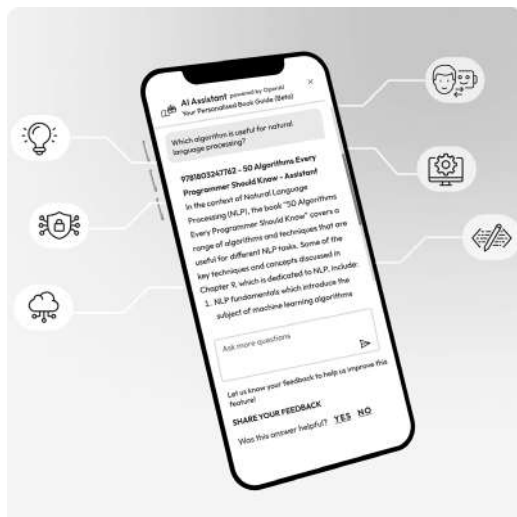 AI Assistant powered by OpenAI
Your Personalised Book Guide (Beta)
Which algorithm is useful for natural
language processing?
9781803247762 - 50 Algorithms Every
Programmer Should Know - Assistant
In the context of Natural Language
Processing (NLP), the book "50 Algorithms
Every Programmer Should Know" covers a
range of algorithms and techniques that are
useful for different NLP tasks. Some of the
key techniques and concepts discussed in
Chapter 9, which is dedicated to NLP, include:
1. NLP fundamentals which introduce the
subject of machine learning algorithms
Ask more questions
Let us know your feedback to help us improve this
feature!
SHARE YOUR FEEDBACK
Was this answer helpful? YES NO